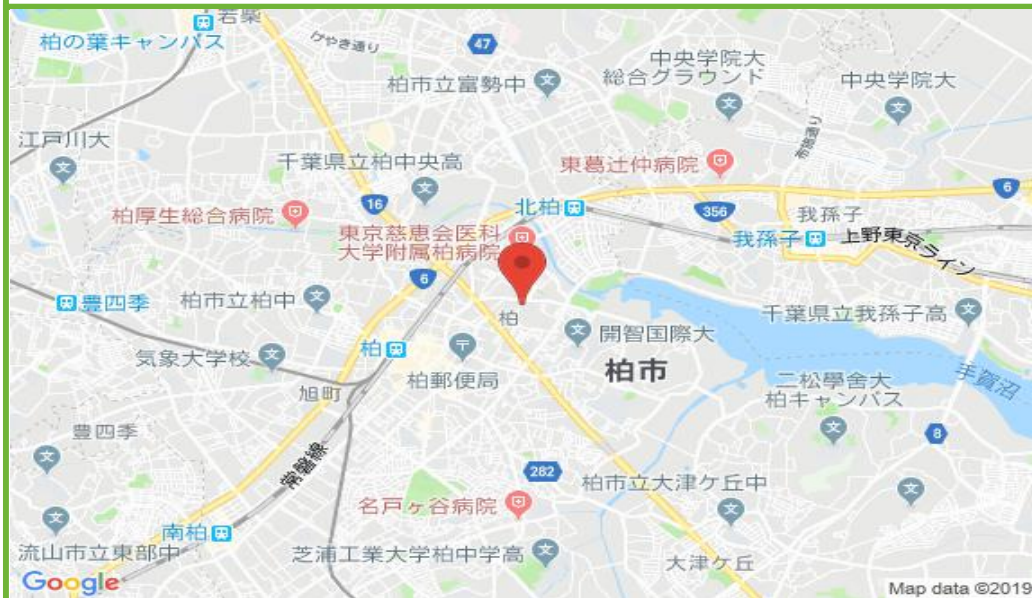 若柴
柏の葉キャンパス
けやき通り
47
中央学院大
総合グラウンド
中央学院大
柏市立富勢中
江戸川大
千葉県立柏中央高
東葛辻仲病院
布施通り
6
16
柏厚生総合病院
北柏
356
我孫子
東京慈恵会医科
大学附属柏病院
我孫子
上野東京ライン
6
豊四季
柏市立柏中
柏
開智国際大
千葉県立我孫子高
気象大学校
柏
柏郵便局
柏市
二松學舎大
柏キャンパス
手賀沼
旭町
豊四季
8
常磐線
282
柏市立大津ケ丘中
名戸ヶ谷病院
南柏
流山市立東部中
芝浦工業大学柏中学高
大津ケ丘
Google
Map data ©2019